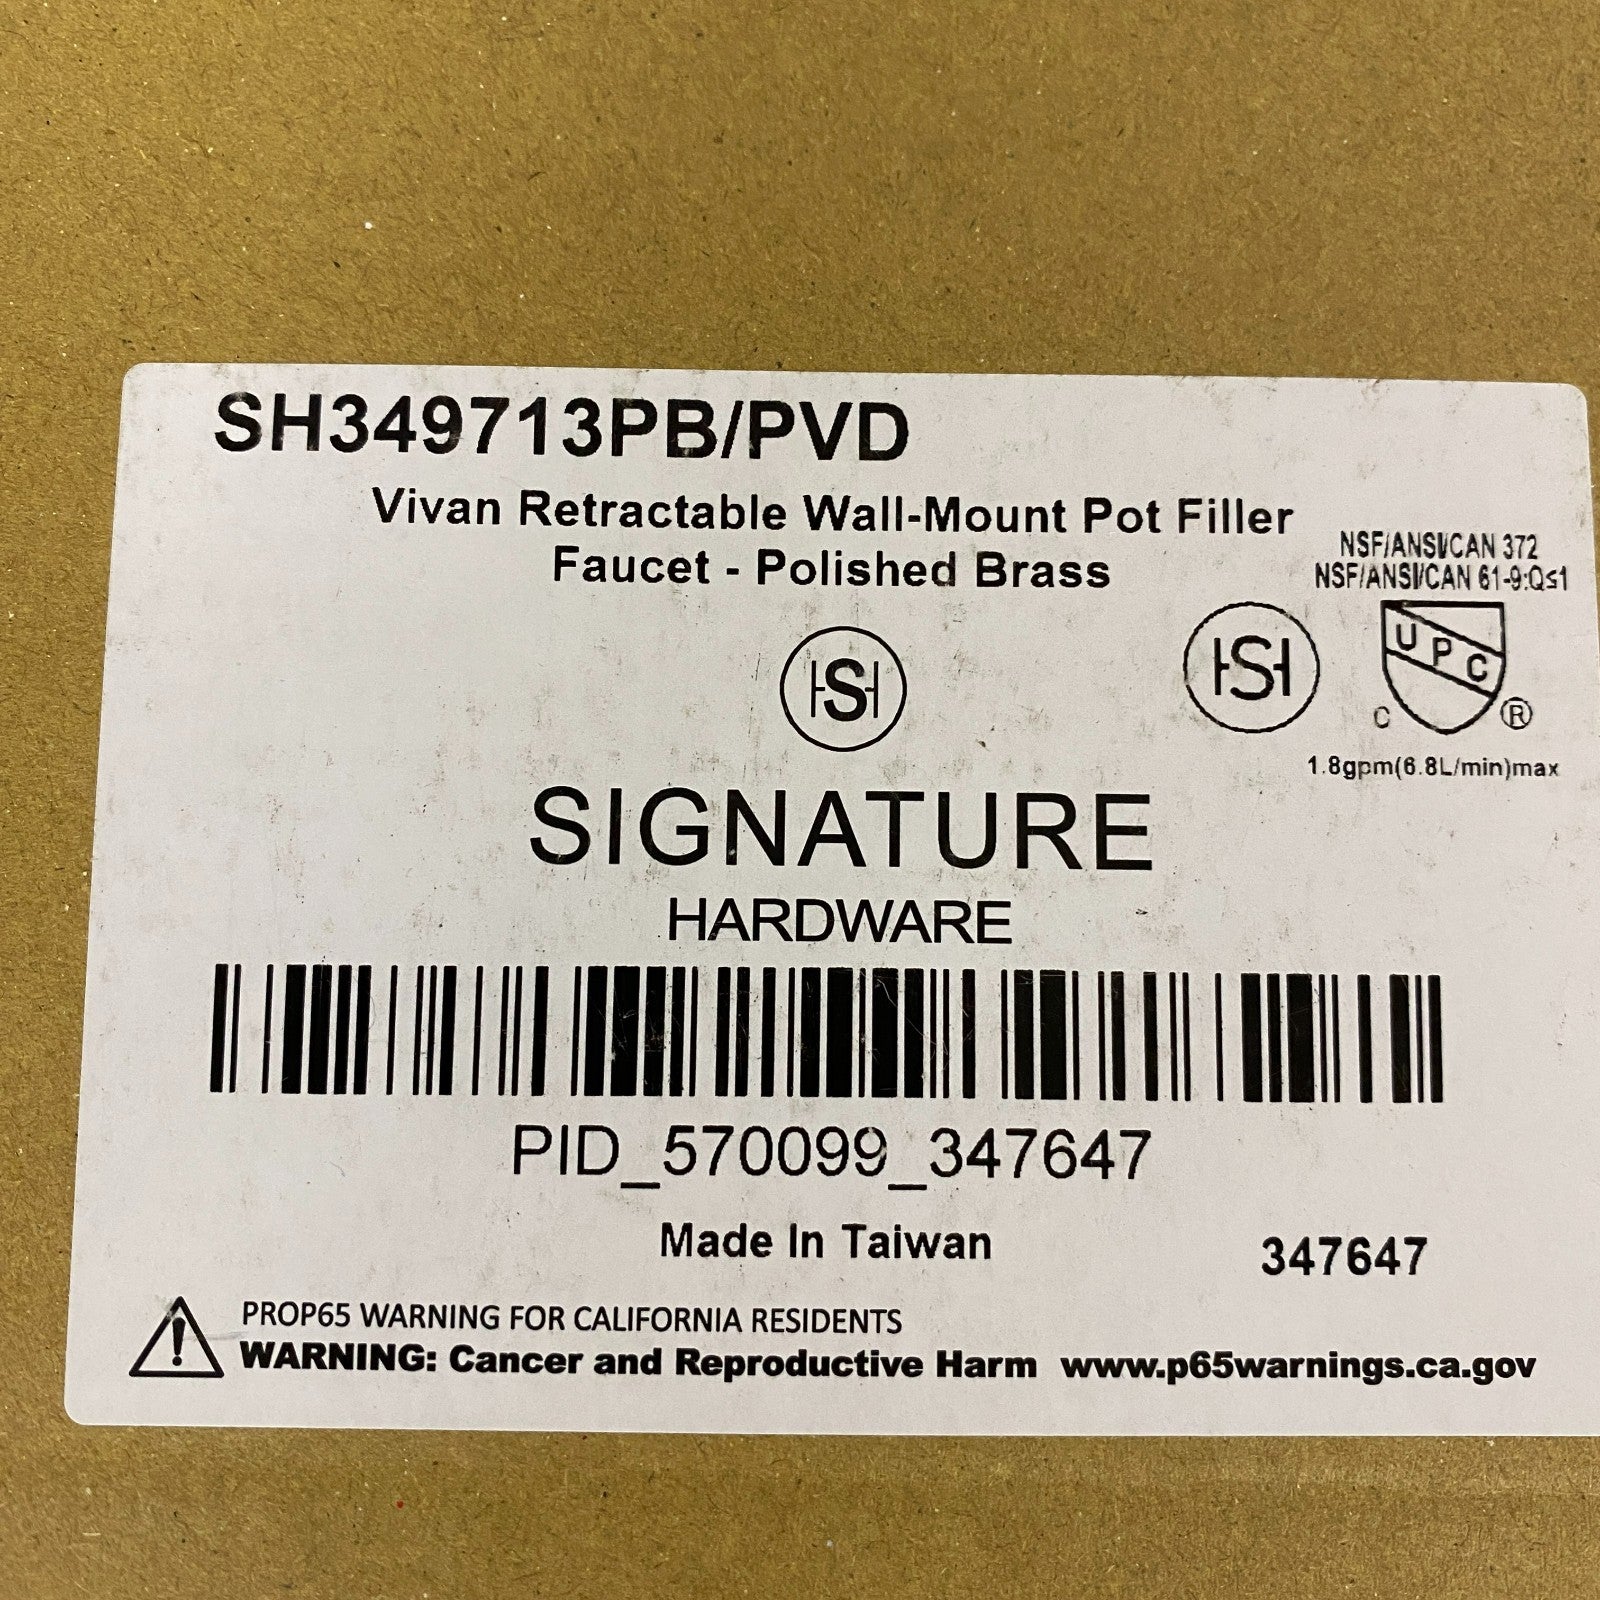 SH349713PB/PVD
Vivan Retractable Wall-Mount Pot Filler
Faucet - Polished Brass
NSF/ANSI/CAN 372
NSF/ANSI/CAN 61-9:Q≤1
HSH
HSH
UPC
C ®
1.8gpm(6.8L/min)max
SIGNATURE
HARDWARE
PID_570099_347647
Made In Taiwan
347647
PROP65 WARNING FOR CALIFORNIA RESIDENTS
WARNING: Cancer and Reproductive Harm www.p65warnings.ca.gov